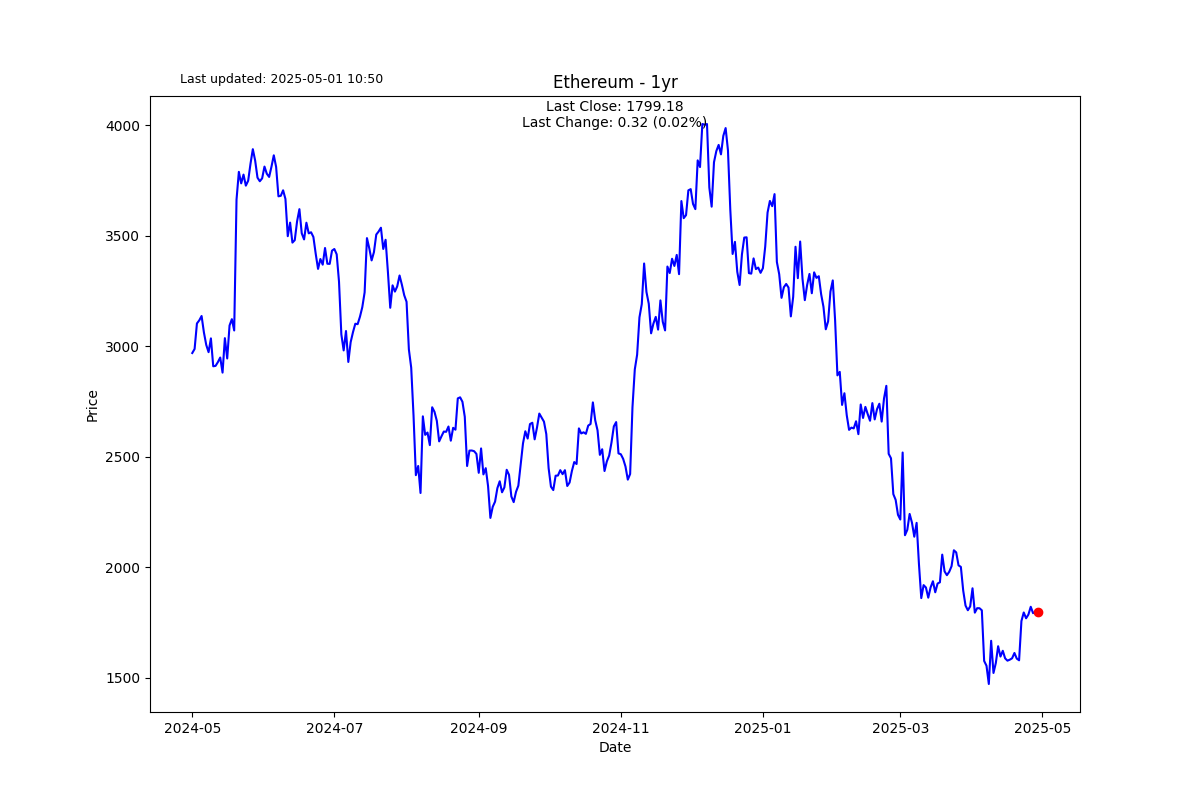 Last updated: 2025-05-01 10:50
Ethereum - 1yr
Last Close: 1799.18
Last Change: 0.32 (0.02%)
4000
3500
3000
2500
2000
1500
Price
2024-05
2024-07
2024-09
2024-11
2025-01
2025-03
2025-05
Date